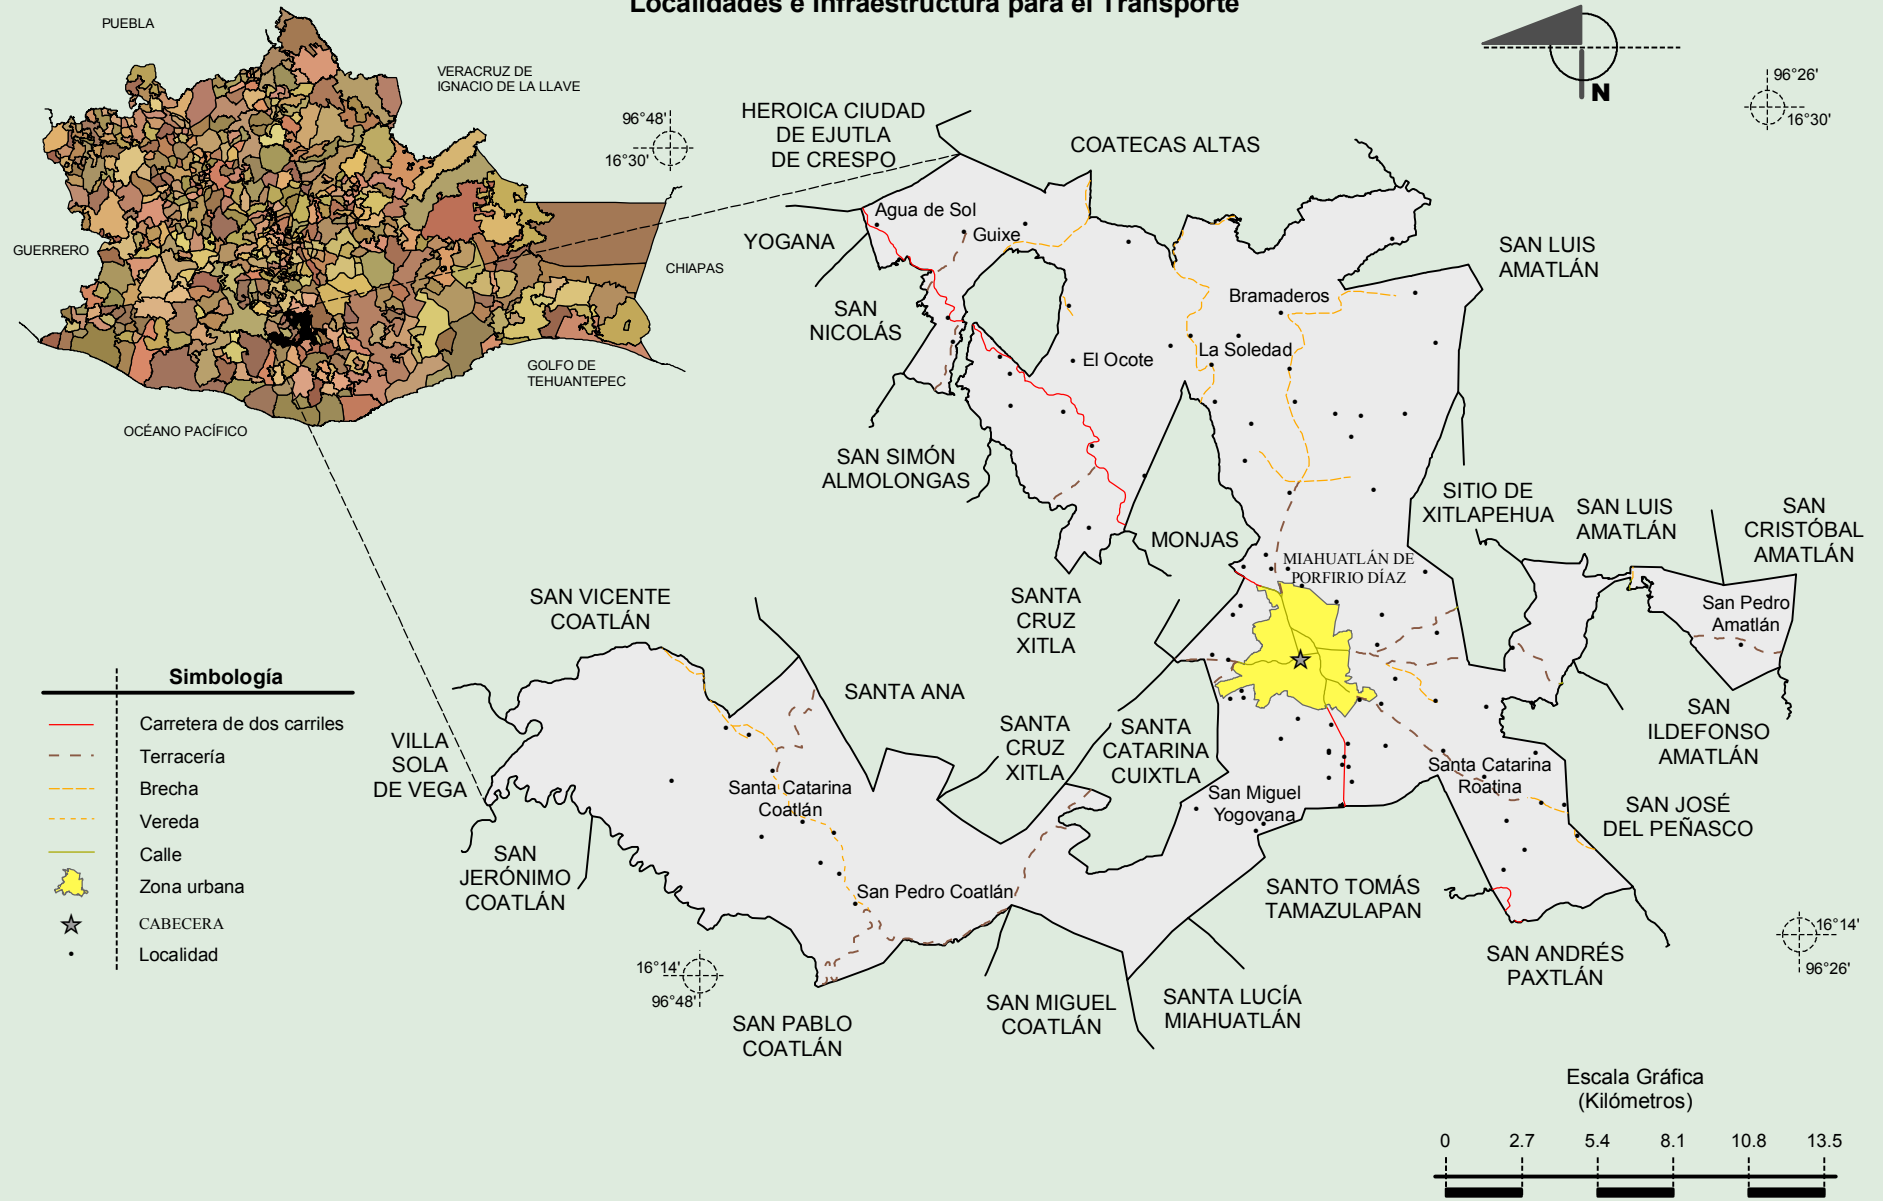 Localidades e Infraestructura para el Transporte
PUEBLA
VERACRUZ DE
IGNACIO DE LA LLAVE
GUERRERO
CHIAPAS
GOLFO DE
TEHUANTEPEC
OCÉANO PACÍFICO
N
96°48'
16°30'
96°26'
16°30'
HEROICA CIUDAD
DE EJUTLA
DE CRESPO
COATECAS ALTAS
YOGANA
Agua de Sol
Guixe
SAN LUIS
AMATLÁN
SAN
NICOLÁS
Bramaderos
El Ocote
La Soledad
SAN SIMÓN
ALMOLONGAS
SITIO DE
XITLAPEHUA
SAN LUIS
AMATLÁN
SAN
CRISTÓBAL
AMATLÁN
MONJAS
MIAHUATLÁN DE
PORFIRIO DÍAZ
SAN VICENTE
COATLÁN
SANTA
CRUZ
XITLA
San Pedro
Amatlán
SANTA ANA
SANTA
CRUZ
XITLA
SANTA
CATARINA
CUIXTLA
SAN
ILDEFONSO
AMATLÁN
VILLA
SOLA
DE VEGA
Santa Catarina
Coatlán
San Miguel
Yogovana
Santa Catarina
Roatina
SAN JOSÉ
DEL PEÑASCO
SAN
JERÓNIMO
COATLÁN
San Pedro Coatlán
SANTO TOMÁS
TAMAZULAPAN
SAN ANDRÉS
PAXTLÁN
16°14'
96°48'
16°14'
96°26'
SAN PABLO
COATLÁN
SAN MIGUEL
COATLÁN
SANTA LUCÍA
MIAHUATLÁN
Simbología
Carretera de dos carriles
Terracería
Brecha
Vereda
Calle
Zona urbana
CABECERA
Localidad
Escala Gráfica
(Kilómetros)
0 2.7 5.4 8.1 10.8 13.5